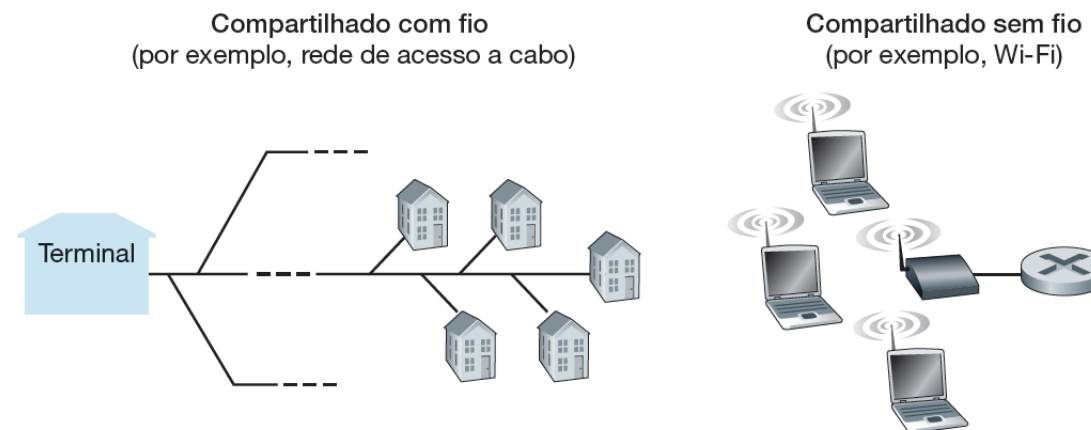 Compartilhado com fio
(por exemplo, rede de acesso a cabo)
Compartilhado sem fio
(por exemplo, Wi-Fi)
Terminal